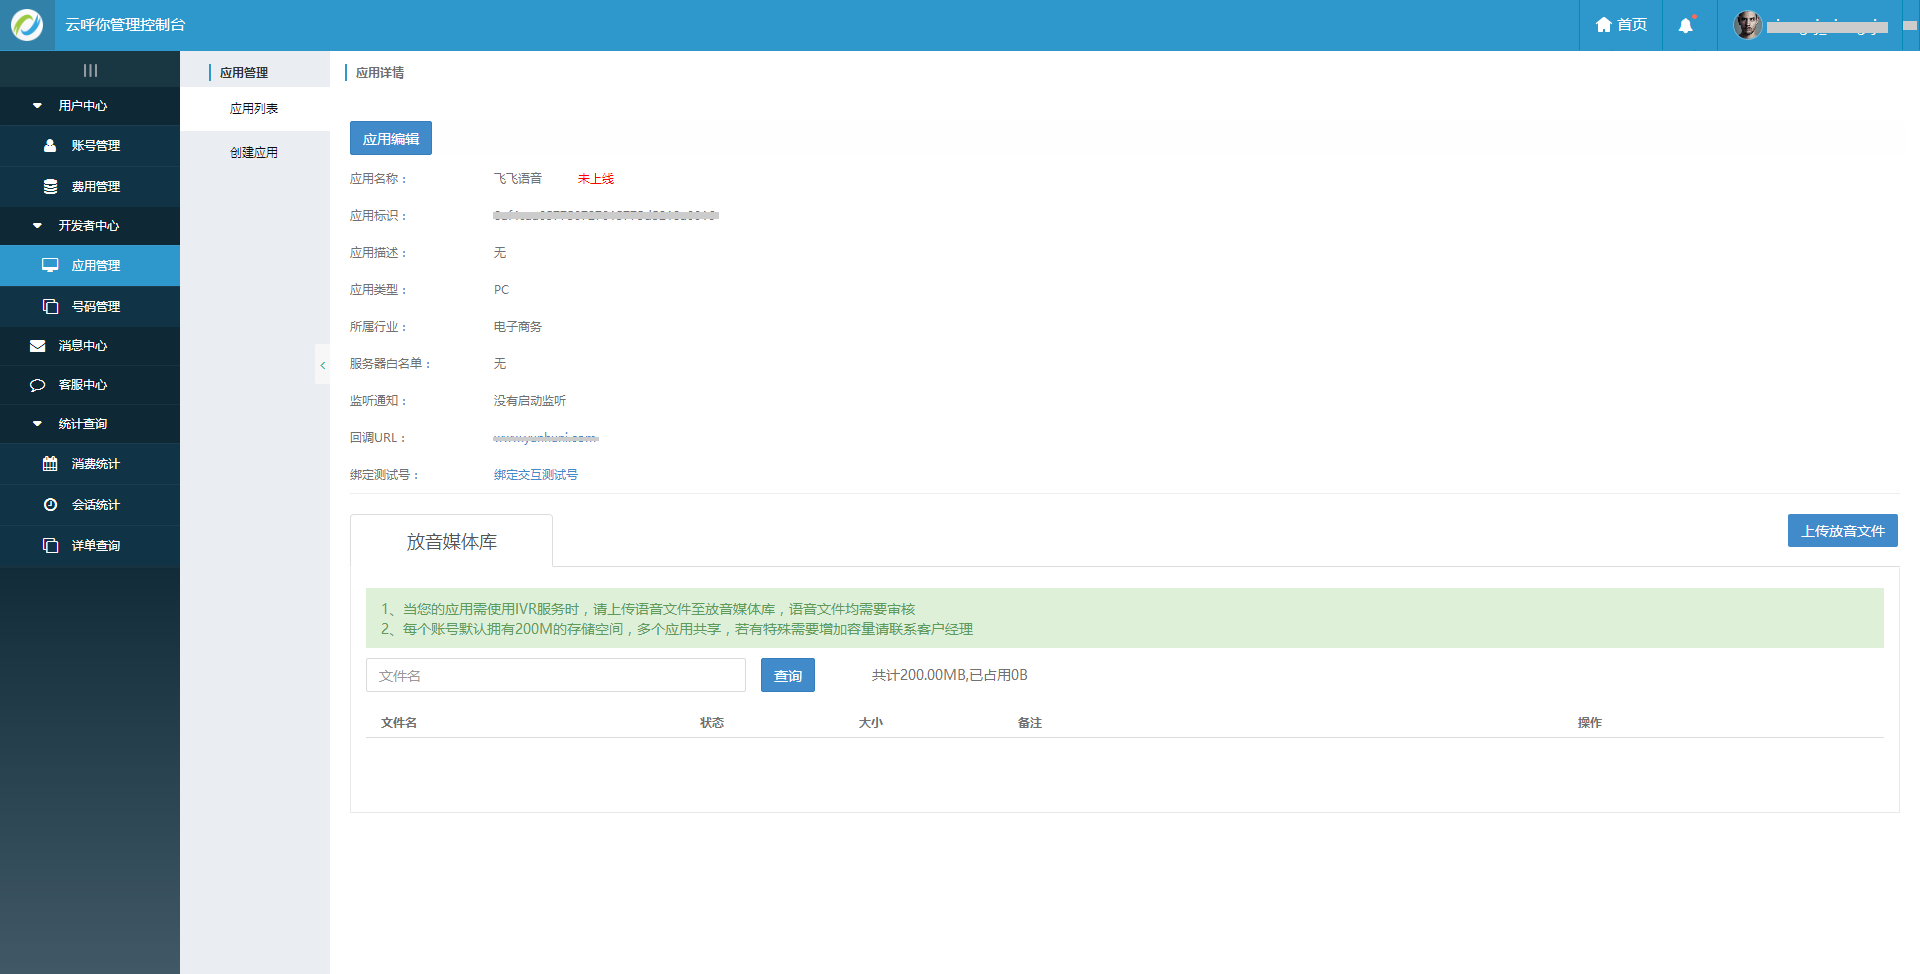 云呼你管理控制台
首页
用户中心
账号管理
费用管理
开发者中心
应用管理
号码管理
消息中心
客服中心
统计查询
消费统计
会话统计
详单查询
应用管理
应用列表
创建应用
应用详情
应用编辑
应用名称： 飞飞语音 未上线
应用标识：
应用描述： 无
应用类型： PC
所属行业： 电子商务
服务器白名单： 无
监听通知： 没有启动监听
回调URL：
绑定测试号： 绑定交互测试号
放音媒体库
上传放音文件
1、当您的应用需使用IVR服务时，请上传语音文件至放音媒体库，语音文件均需要审核
2、每个账号默认拥有200M的存储空间，多个应用共享，若有特殊需要增加容量请联系客户经理
文件名 查询 共计200.00MB,已占用0B
文件名 状态 大小 备注 操作